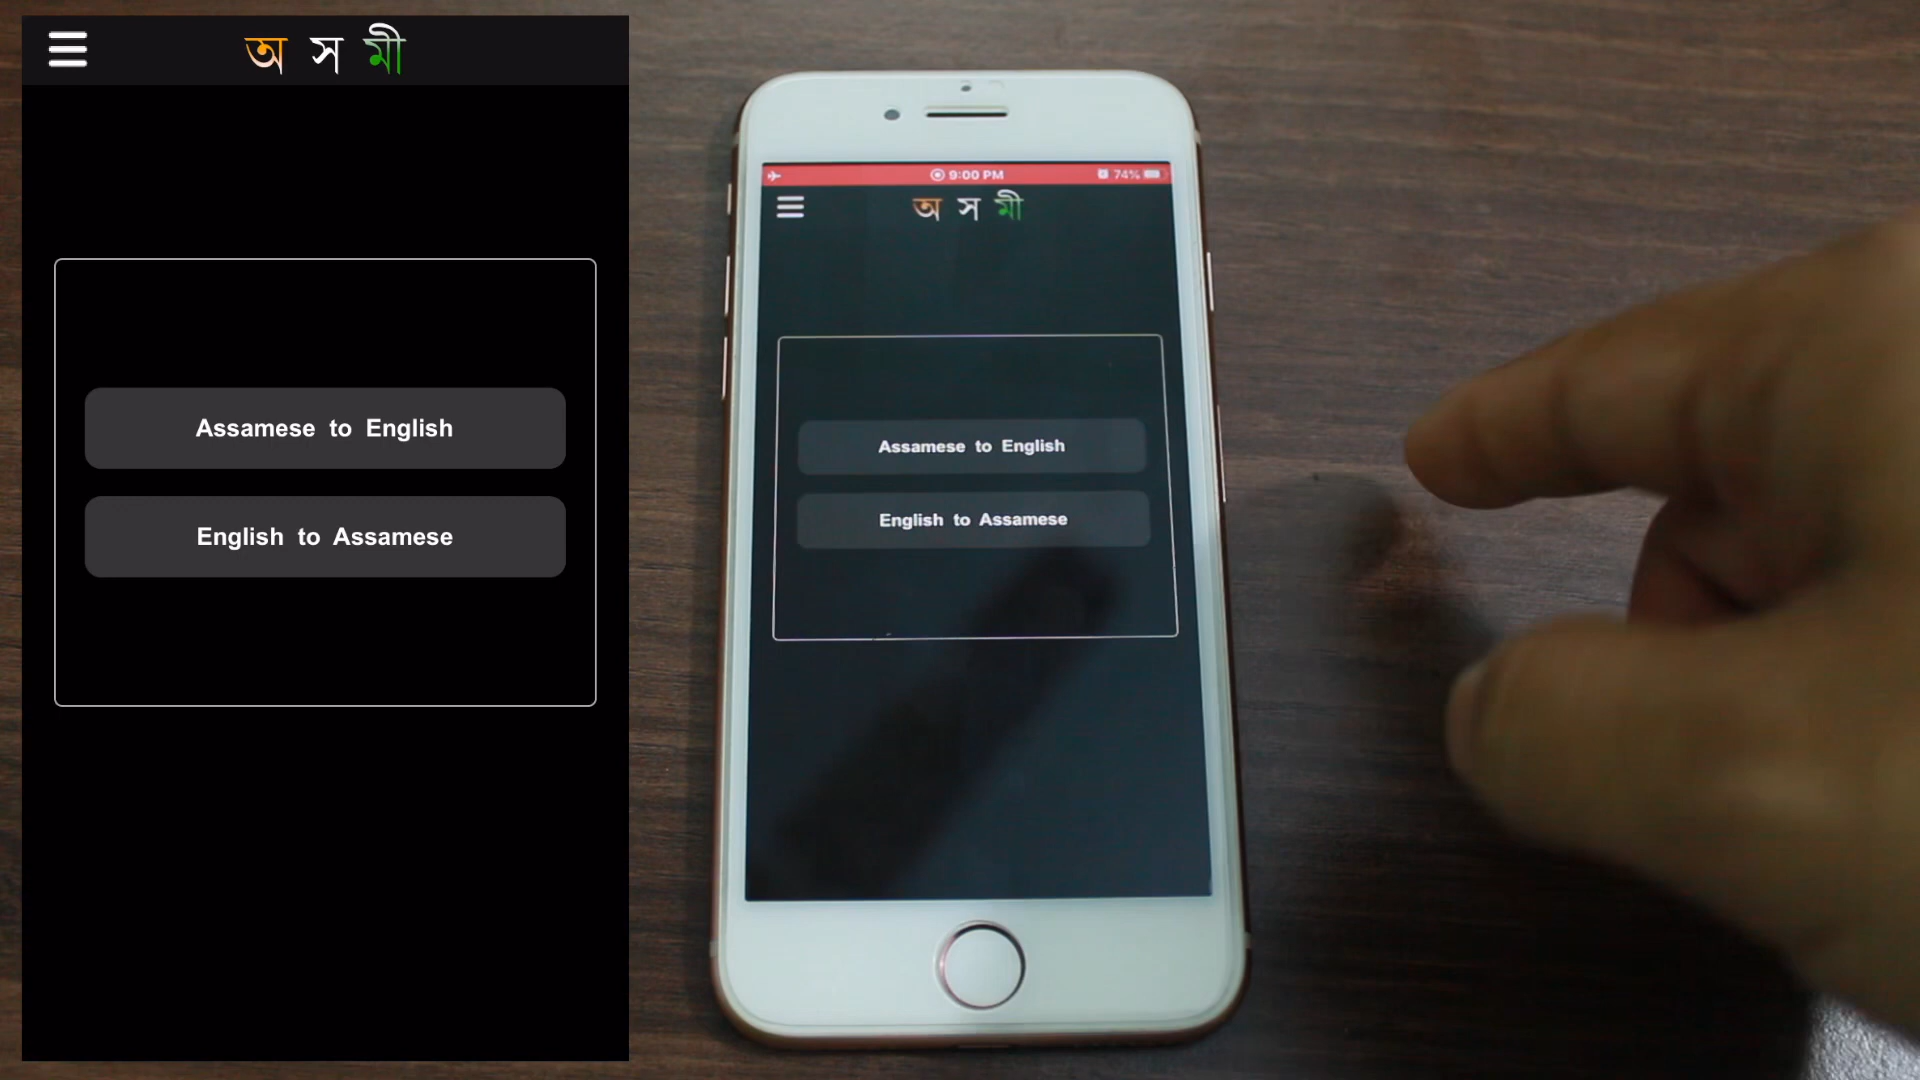 অ স মী
Assamese to English
English to Assamese
9:00 PM
74%
অ স মী
Assamese to English
English to Assamese